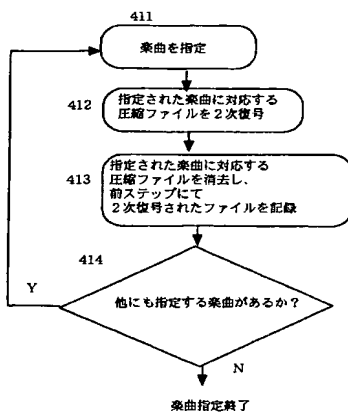 411
楽曲を指定
412
指定された楽曲に対応する
圧縮ファイルを2次復号
413
指定された楽曲に対応する
圧縮ファイルを消去し、
前ステップにて
2次復号されたファイルを記録
414
他にも指定する楽曲があるか?
Y
N
楽曲指定終了